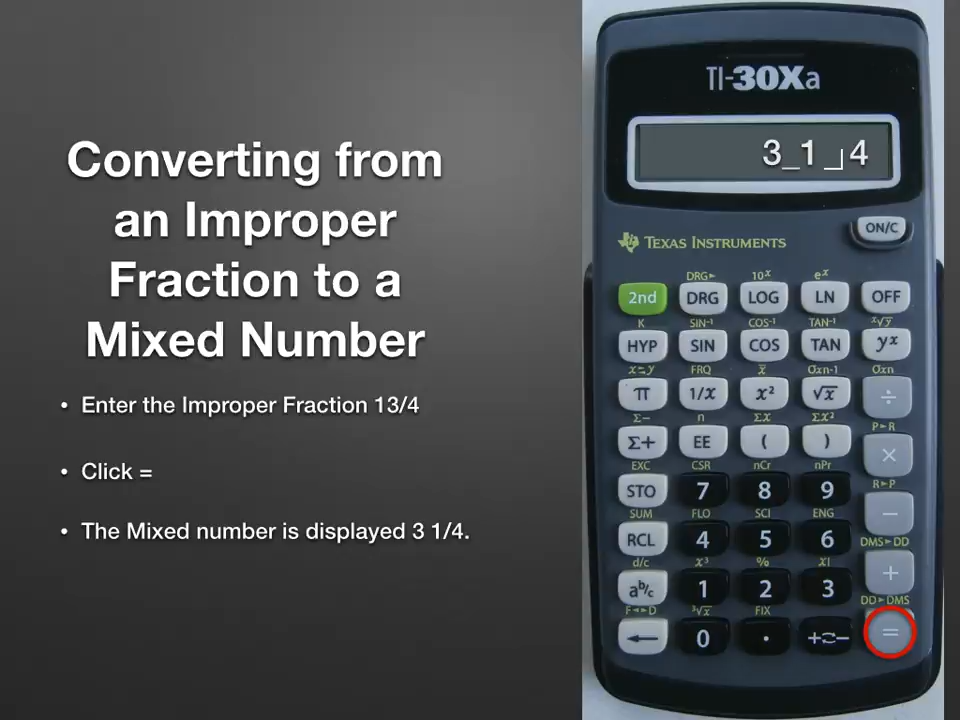 Converting from
an Improper
Fraction to a
Mixed Number
• Enter the Improper Fraction 13/4
• Click =
• The Mixed number is displayed 3 1/4.
TI-30Xa
3_1_⌟4
ON/C
TEXAS INSTRUMENTS
DRG► 10ˣ eˣ
2nd DRG LOG LN OFF
K SIN⁻¹ COS⁻¹ TAN⁻¹ ˣ√y
HYP SIN COS TAN yˣ
x⇆y FRQ x̅ σxn-1 σxn
π 1/x x² √x ÷
Σ− n Σx Σx² P►R
Σ+ EE ( ) ×
EXC CSR nCr nPr R►P
STO 7 8 9 −
SUM FLO SCI ENG DMS►DD
RCL 4 5 6 +
d/c x³ % x! DD►DMS
aᵇ/c 1 2 3 =
F◄►D ³√x FIX
← 0 . +⇆−